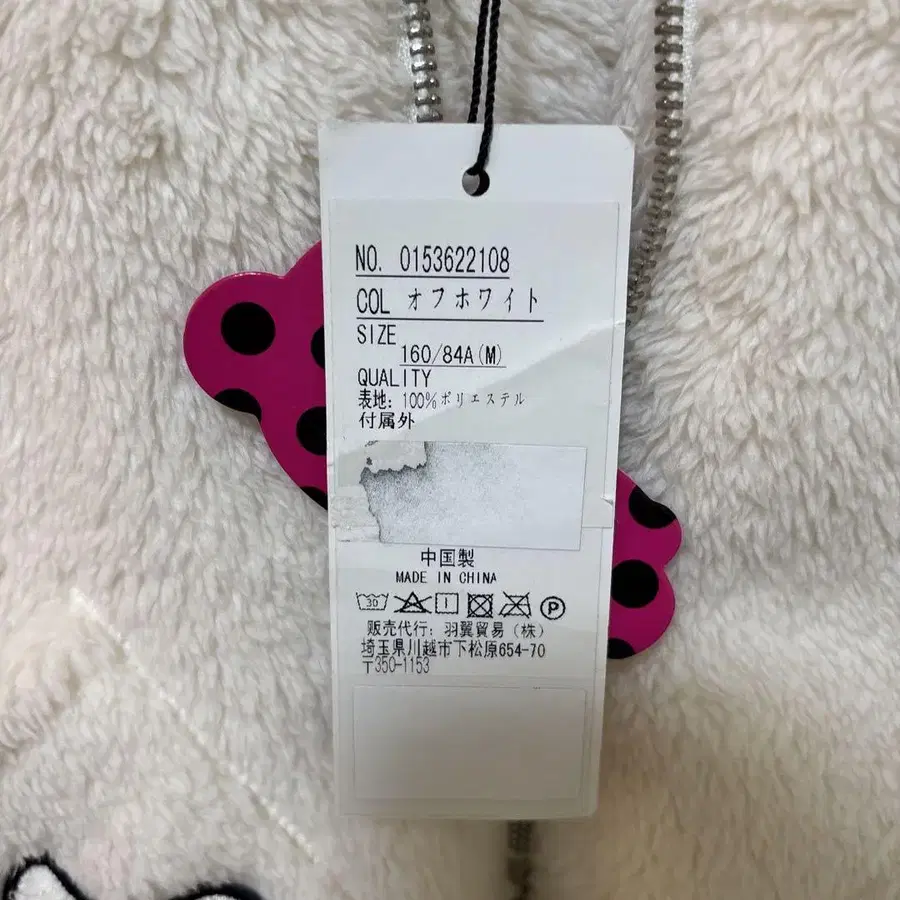 NO. 0153622108
COL オフホワイト
SIZE
160/84A(M)
QUALITY
表地: 100%ポリエステル
付属外
中国製
MADE IN CHINA
30 P
販売代行: 羽翼貿易(株)
埼玉県川越市下松原654-70
〒350-1153